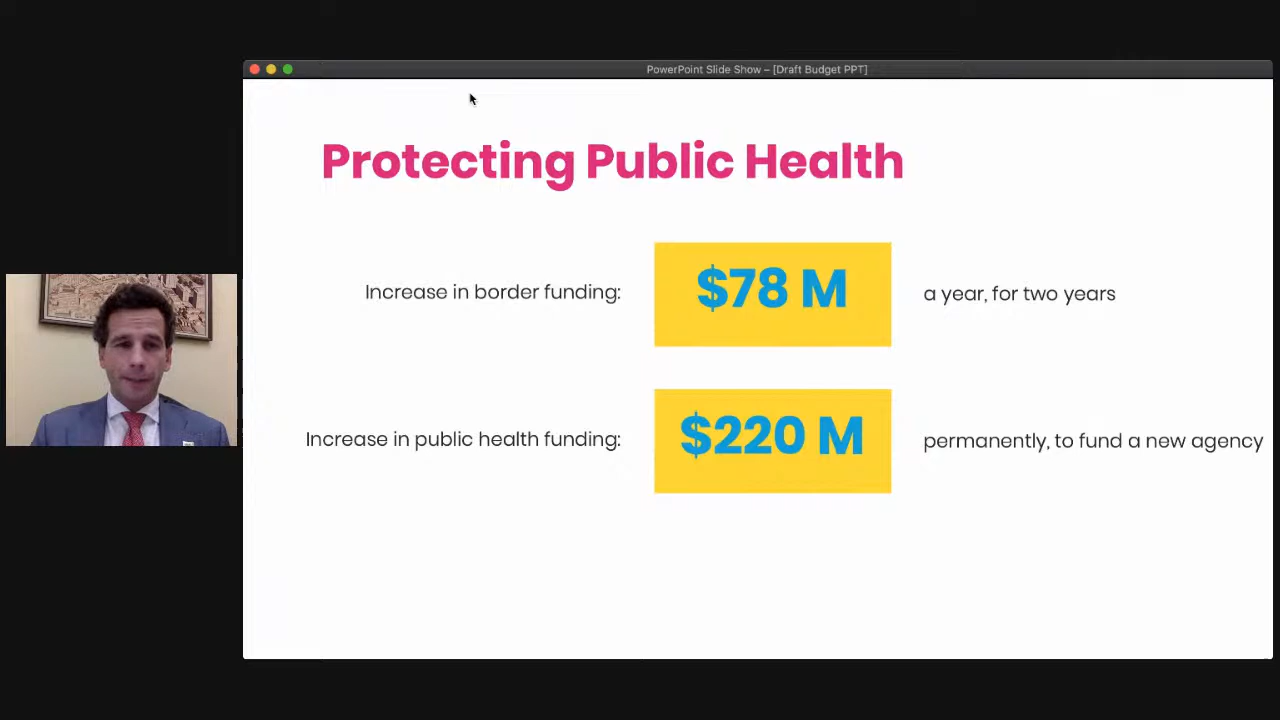 PowerPoint Slide Show – [Draft Budget PPT]
Protecting Public Health
Increase in border funding: $78 M a year, for two years
Increase in public health funding: $220 M permanently, to fund a new agency